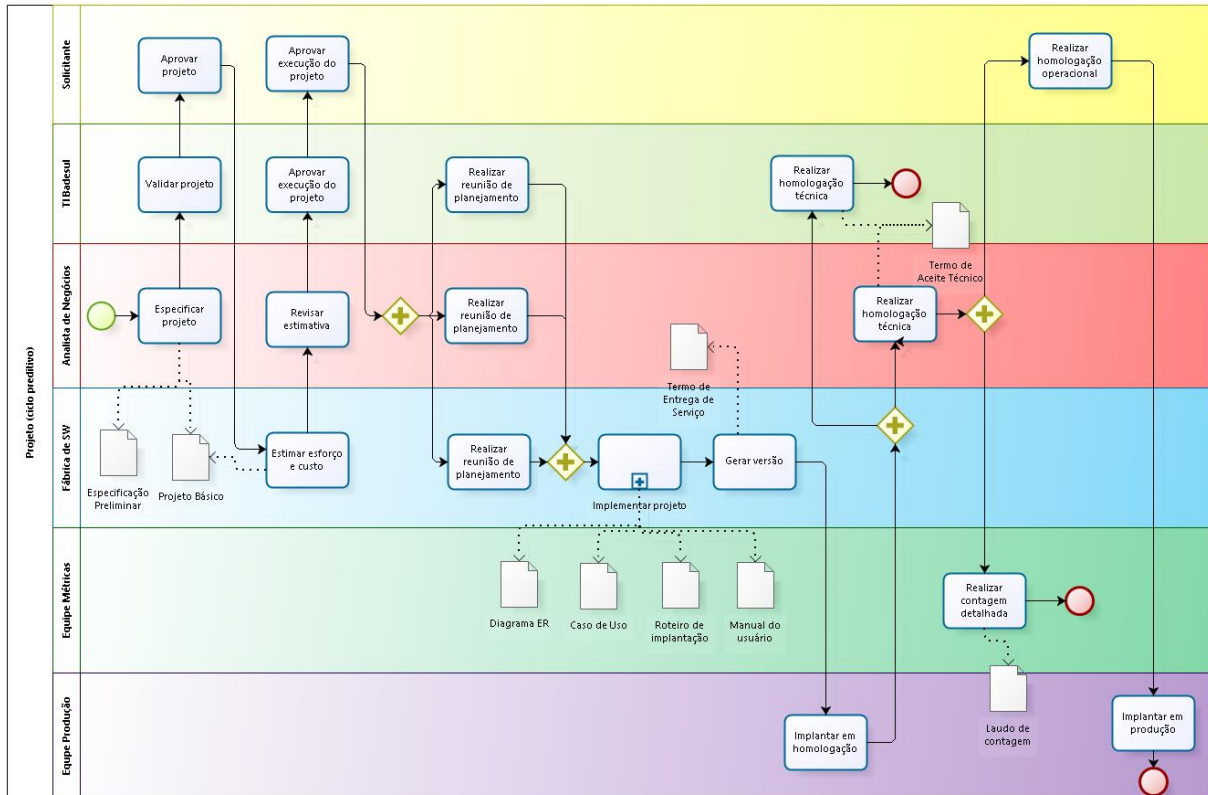 Projeto (ciclo preditivo)
Solicitante
Aprovar
projeto
Aprovar
execução do
projeto
Realizar
homologação
operacional
TI Badesul
Validar projeto
Aprovar
execução do
projeto
Realizar
reunião de
planejamento
Realizar
homologação
técnica
Termo de
Aceite Técnico
Analista de Negócios
Especificar
projeto
Revisar
estimativa
Realizar
reunião de
planejamento
Realizar
homologação
técnica
Termo de
Entrega de
Serviço
Fábrica de SW
Especificação
Preliminar
Projeto Básico
Estimar esforço
e custo
Realizar
reunião de
planejamento
Implementar projeto
Gerar versão
Equipe Métricas
Diagrama ER
Caso de Uso
Roteiro de
implantação
Manual do
usuário
Realizar
contagem
detalhada
Laudo de
contagem
Equpe Produção
Implantar em
homologação
Implantar em
produção